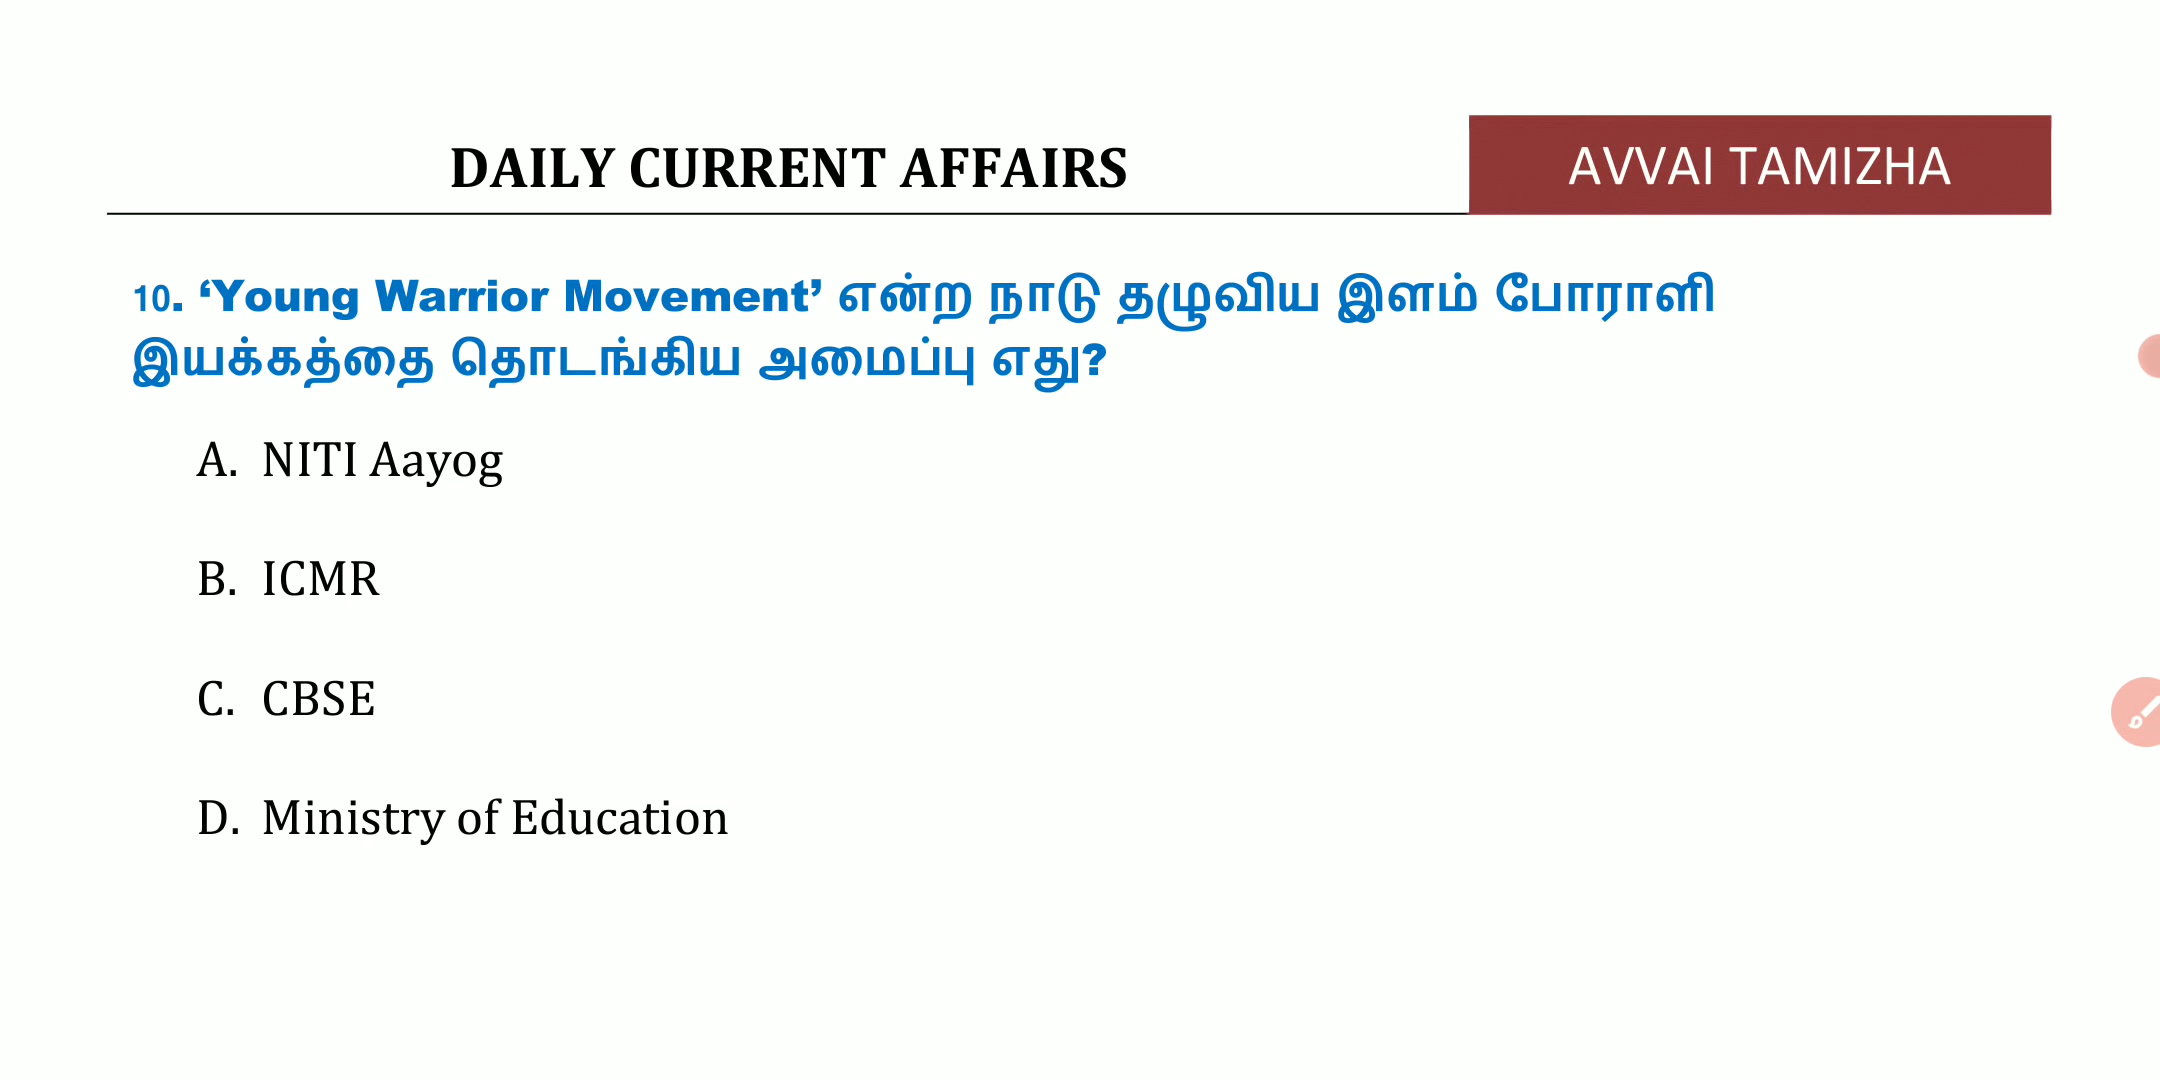 DAILY CURRENT AFFAIRS
AVVAI TAMIZHA
10. ‘Young Warrior Movement’ என்ற நாடு தழுவிய இளம் போராளி
இயக்கத்தை தொடங்கிய அமைப்பு எது?
A. NITI Aayog
B. ICMR
C. CBSE
D. Ministry of Education